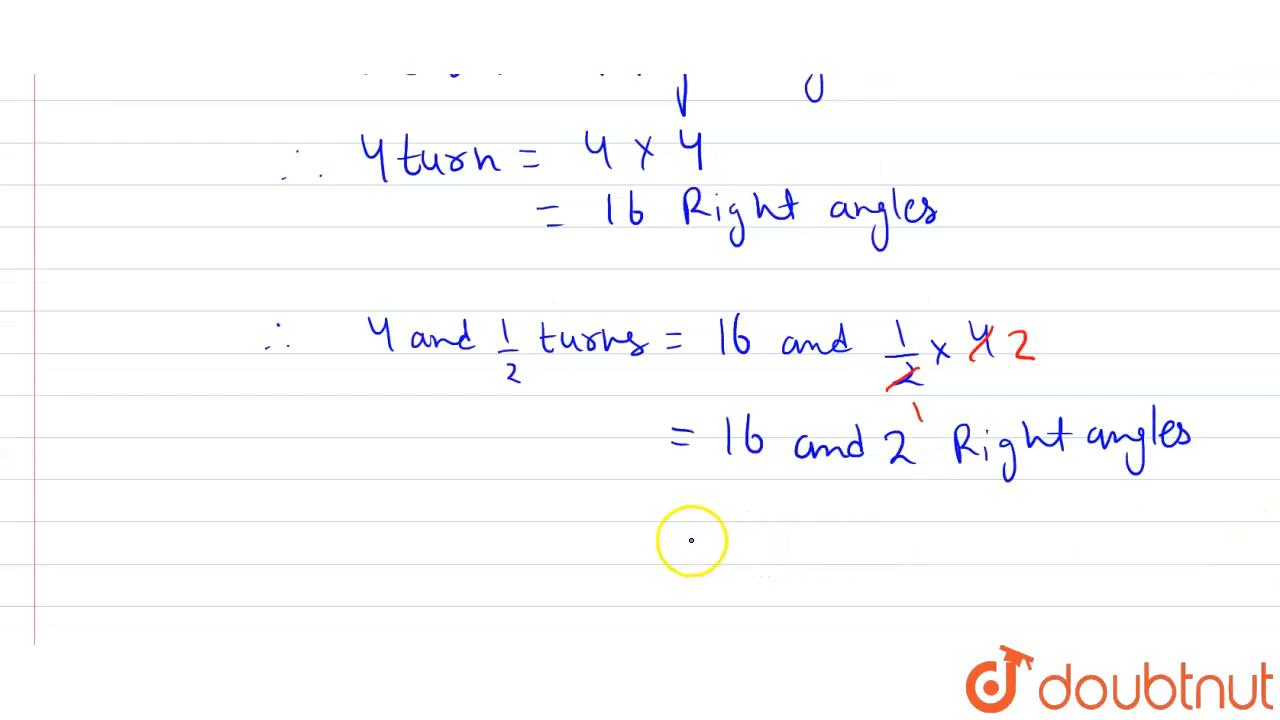 ∴ 4 turn = 4 × 4
= 16 Right angles
∴ 4 and 1/2 turns = 16 and 1/2 × 4 2
1
= 16 and 2 Right angles
doubtnut